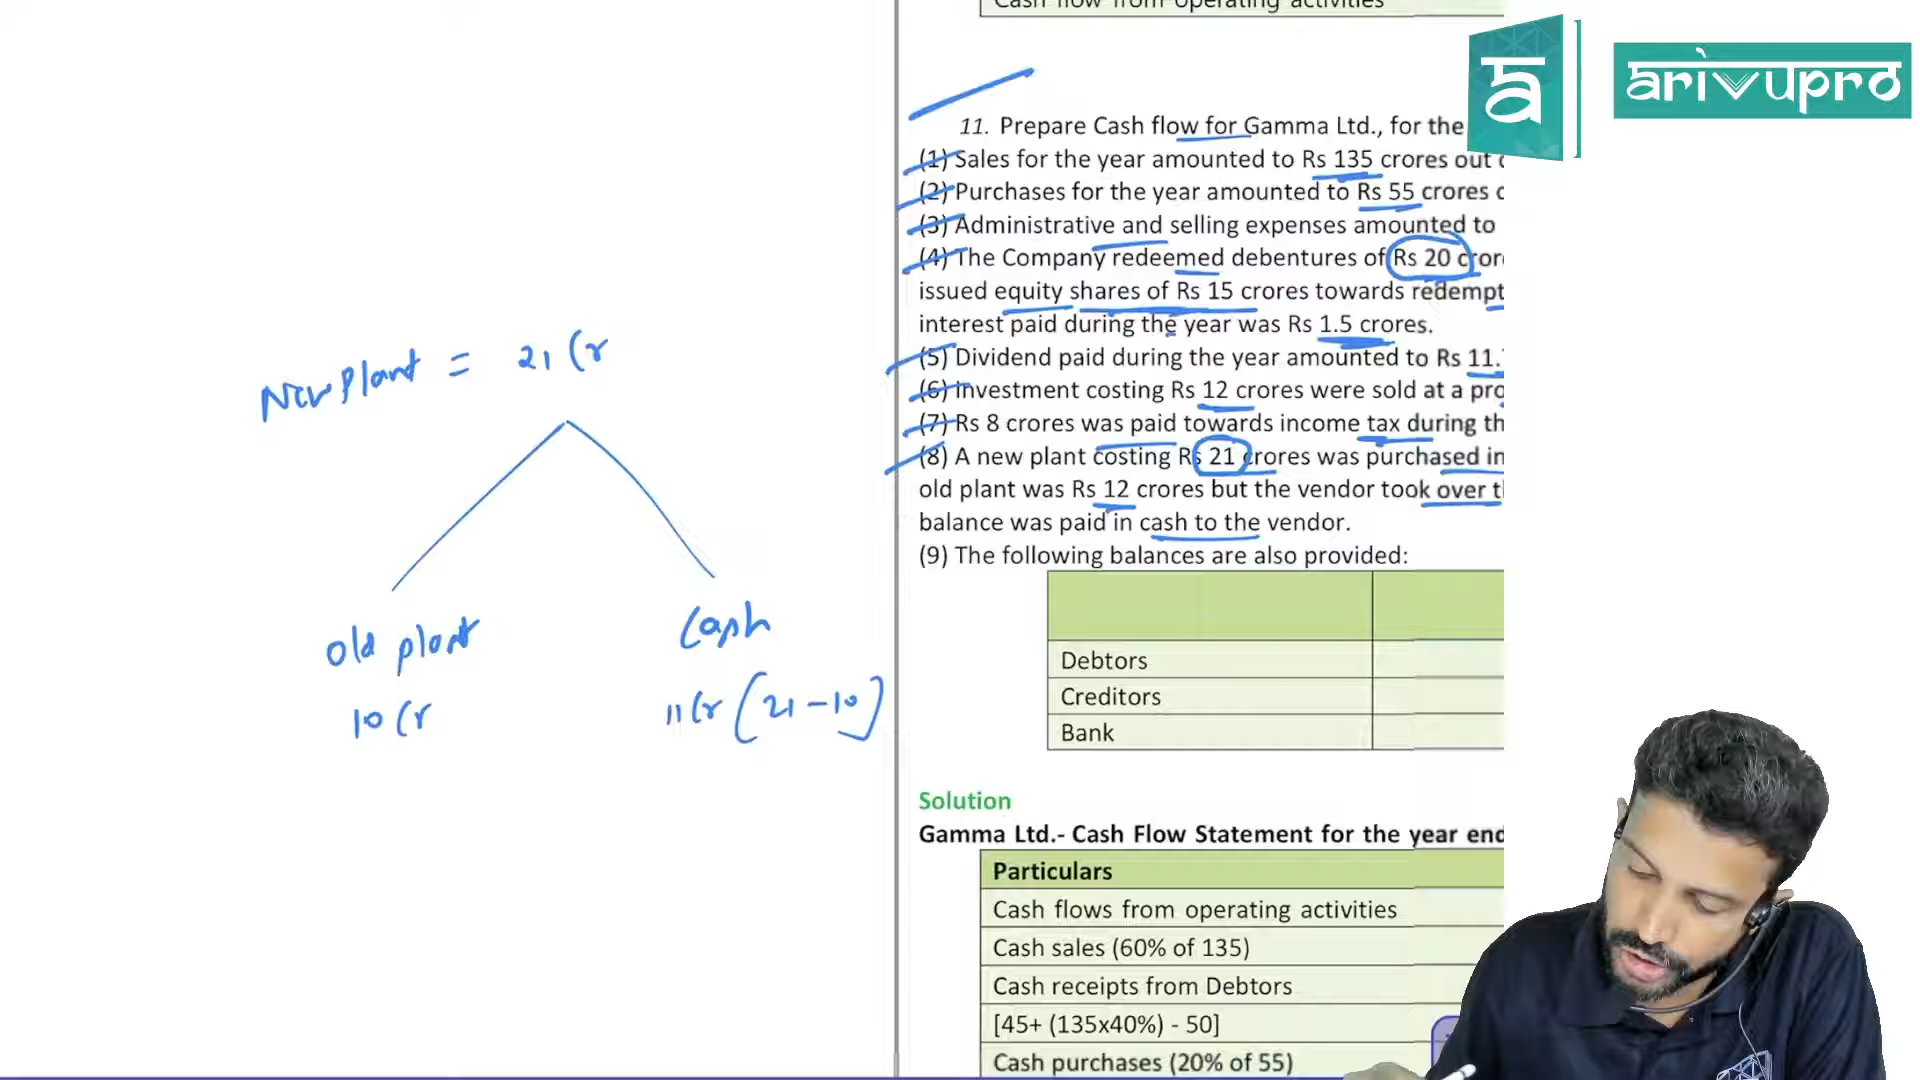 New Plant = 21 Cr
Old plant
10 Cr
Cash
11 Cr (21 - 10)
Cash flow from operating activities
11. Prepare Cash flow for Gamma Ltd., for the
(1) Sales for the year amounted to Rs 135 crores out
(2) Purchases for the year amounted to Rs 55 crores
(3) Administrative and selling expenses amounted to
(4) The Company redeemed debentures of Rs 20 cror
issued equity shares of Rs 15 crores towards redempt
interest paid during the year was Rs 1.5 crores.
(5) Dividend paid during the year amounted to Rs 11.
(6) Investment costing Rs 12 crores were sold at a pro
(7) Rs 8 crores was paid towards income tax during th
(8) A new plant costing Rs 21 crores was purchased in
old plant was Rs 12 crores but the vendor took over t
balance was paid in cash to the vendor.
(9) The following balances are also provided:
Debtors
Creditors
Bank
Solution
Gamma Ltd.- Cash Flow Statement for the year end
Particulars
Cash flows from operating activities
Cash sales (60% of 135)
Cash receipts from Debtors
[45+ (135x40%) - 50]
Cash purchases (20% of 55)
arivupro